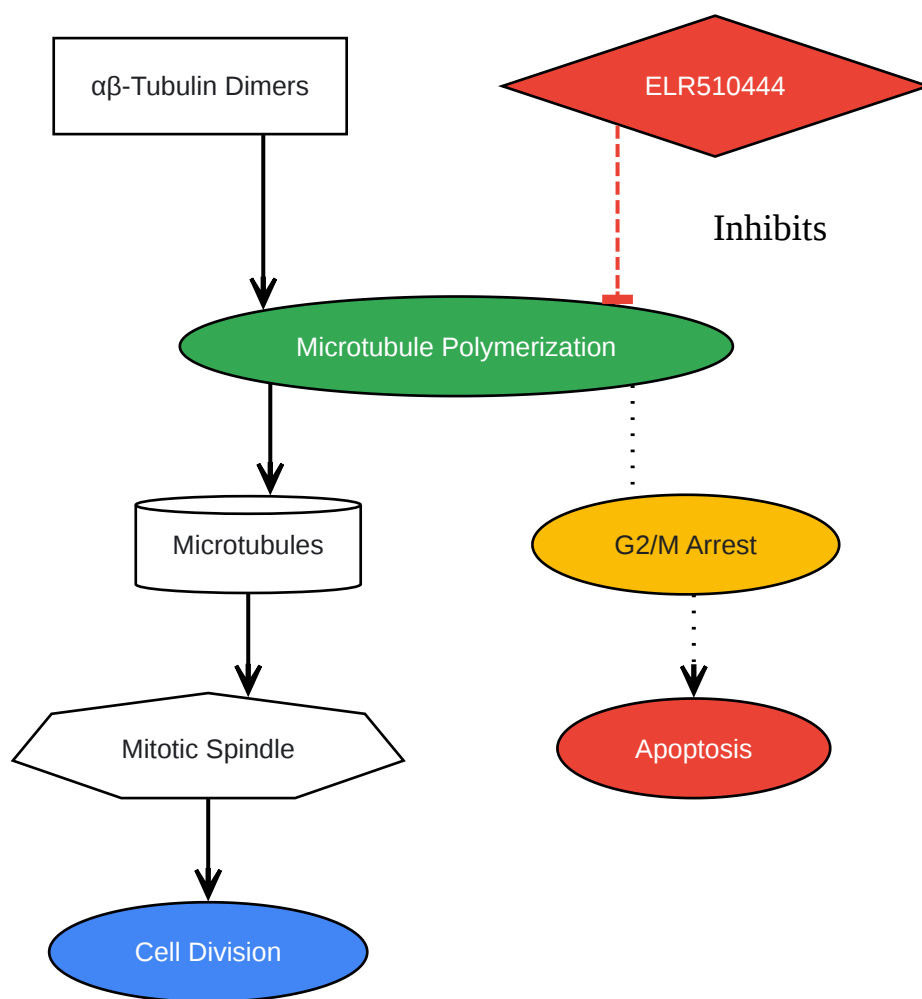 αβ-Tubulin Dimers
ELR510444
Inhibits
Microtubule Polymerization
Microtubules
G2/M Arrest
Mitotic Spindle
Apoptosis
Cell Division